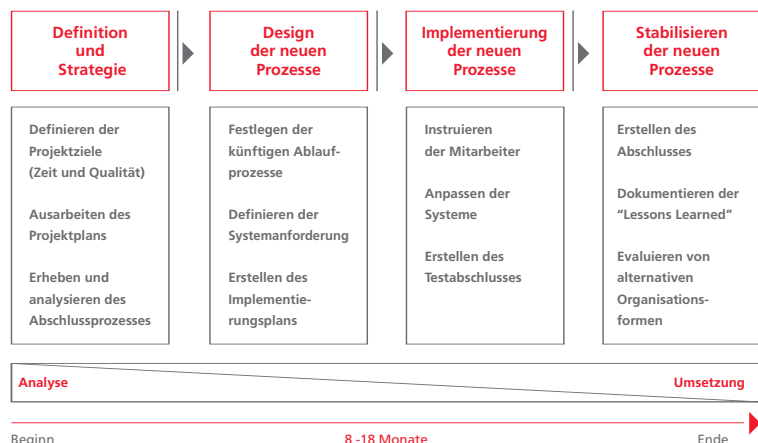 Definition
und
Strategie
Design
der neuen
Prozesse
Implementierung
der neuen
Prozesse
Stabilisieren
der neuen
Prozesse
Definieren der
Projektziele
(Zeit und Qualität)
Ausarbeiten des
Projektplans
Erheben und
analysieren des
Abschlussprozesses
Festlegen der
künftigen Ablauf-
prozesse
Definieren der
Systemanforderung
Erstellen des
Implementie-
rungsplans
Instruieren
der Mitarbeiter
Anpassen der
Systeme
Erstellen des
Testabschlusses
Erstellen des
Abschlusses
Dokumentieren der
“Lessons Learned”
Evaluieren von
alternativen
Organisations-
formen
Analyse
Umsetzung
Beginn
8 -18 Monate
Ende